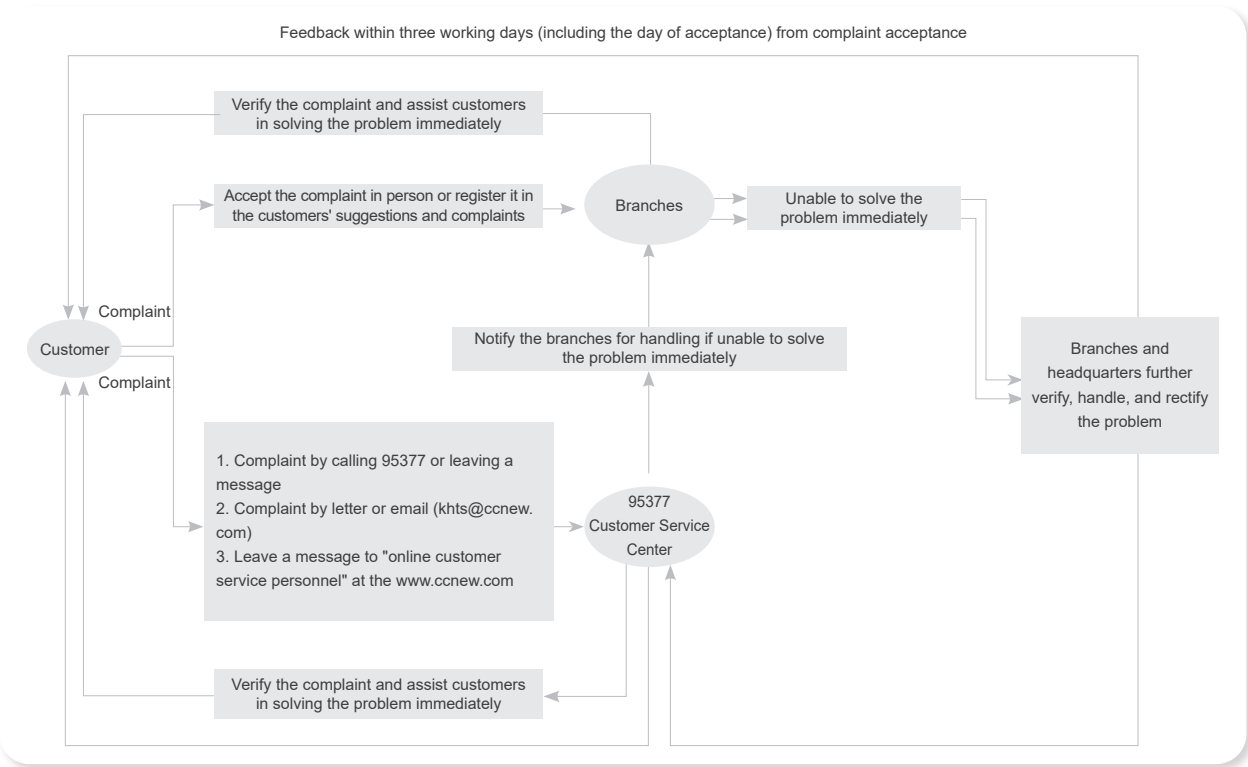 Feedback within three working days (including the day of acceptance) from complaint acceptance
Verify the complaint and assist customers
in solving the problem immediately
Accept the complaint in person or register it in
the customers' suggestions and complaints
Branches
Unable to solve the
problem immediately
Complaint
Customer
Complaint
Notify the branches for handling if unable to solve
the problem immediately
Branches and
headquarters further
verify, handle, and rectify
the problem
1. Complaint by calling 95377 or leaving a
message
2. Complaint by letter or email (khts@ccnew.
com)
3. Leave a message to "online customer
service personnel" at the www.ccnew.com
95377
Customer Service
Center
Verify the complaint and assist customers
in solving the problem immediately